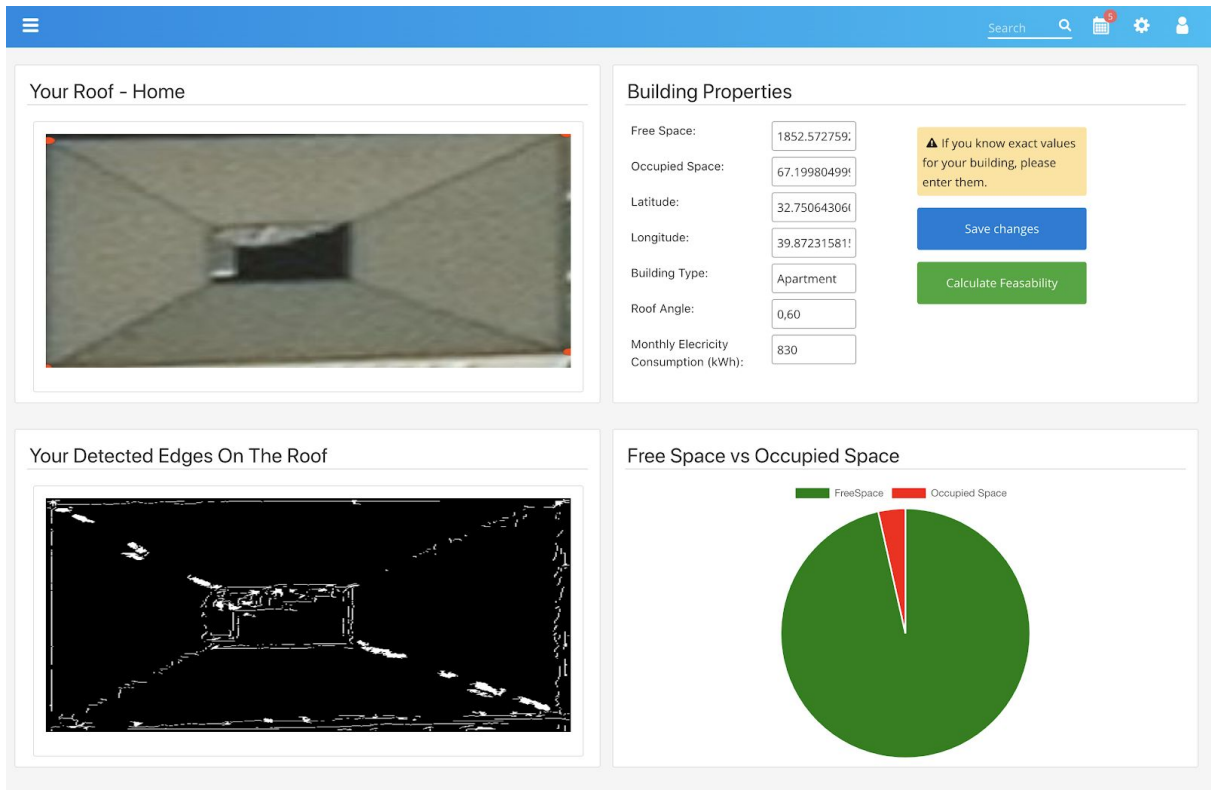 Search
5
Your Roof - Home
Building Properties
Free Space:
1852.5727592
Occupied Space:
67.19980499
Latitude:
32.7506430
Longitude:
39.87231581
Building Type:
Apartment
Roof Angle:
0,60
Monthly Elecricity
Consumption (kWh):
830
If you know exact values
for your building, please
enter them.
Save changes
Calculate Feasability
Your Detected Edges On The Roof
Free Space vs Occupied Space
FreeSpace
Occupied Space